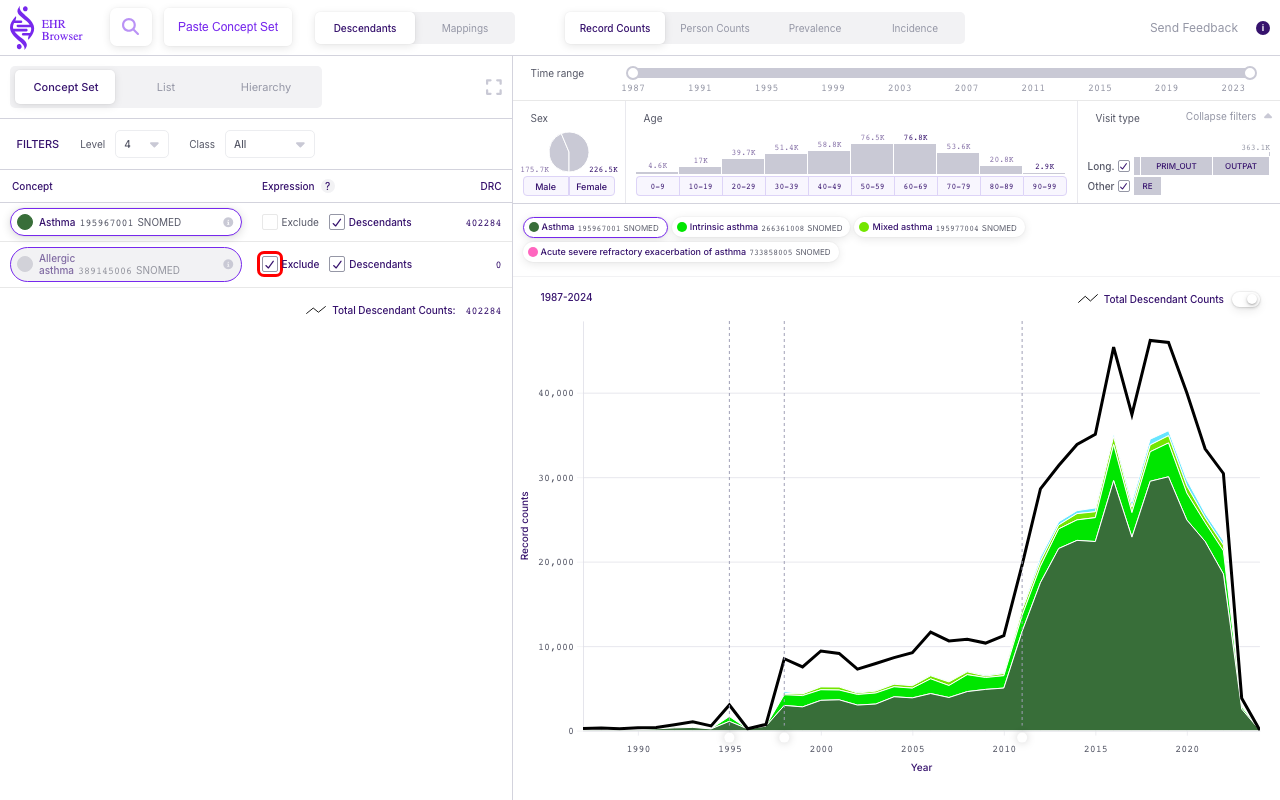 EHR
Browser
Paste Concept Set
Descendants
Mappings
Record Counts
Person Counts
Prevalence
Incidence
Send Feedback
i
Concept Set
List
Hierarchy
FILTERS
Level
4
Class
All
Concept
Expression
?
DRC
Asthma 195967001 SNOMED
i
Exclude
Descendants
402284
Allergic
asthma 389145006 SNOMED
i
Exclude
Descendants
0
Total Descendant Counts: 402284
Time range
1987 1991 1995 1999 2003 2007 2011 2015 2019 2023
Sex
175.7K
226.5K
Male
Female
Age
4.6K 17K 39.7K 51.4K 58.8K 76.5K 76.8K 53.6K 20.8K 2.9K
0-9 10-19 20-29 30-39 40-49 50-59 60-69 70-79 80-89 90-99
Visit type
Collapse filters
363.1K
Long.
PRIM_OUT
OUTPAT
Other
RE
Asthma 195967001 SNOMED
Intrinsic asthma 266361008 SNOMED
Mixed asthma 195977004 SNOMED
Acute severe refractory exacerbation of asthma 733858005 SNOMED
1987-2024
Total Descendant Counts
40,000
30,000
20,000
10,000
0
Record counts
1990 1995 2000 2005 2010 2015 2020
Year